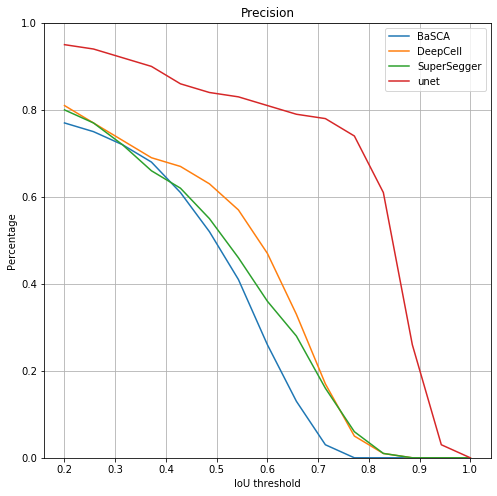 Precision
BaSCA
DeepCell
SuperSegger
unet
Percentage
1.0
0.8
0.6
0.4
0.2
0.0
0.2 0.3 0.4 0.5 0.6 0.7 0.8 0.9 1.0
IoU threshold